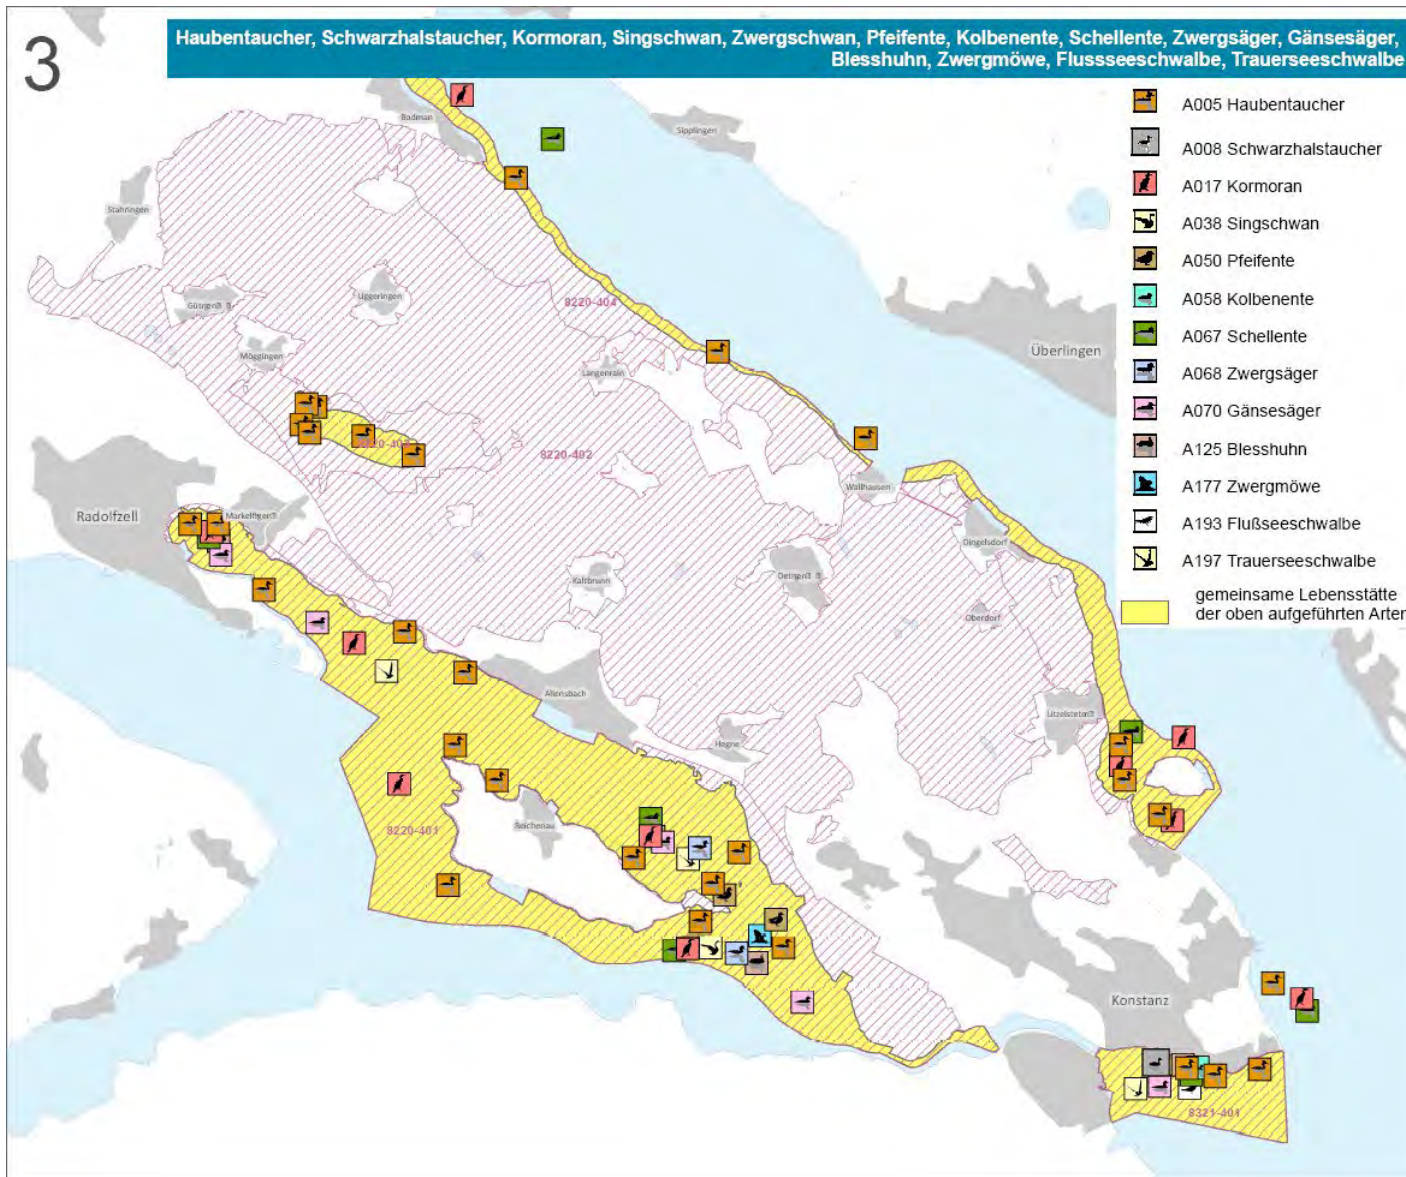 3
Haubentaucher, Schwarzhalstaucher, Kormoran, Singschwan, Zwergschwan, Pfeifente, Kolbenente, Schellente, Zwergsäger, Gänsesäger,
Blesshuhn, Zwergmöwe, Flussseeschwalbe, Trauerseeschwalbe
A005 Haubentaucher
A008 Schwarzhalstaucher
A017 Kormoran
A038 Singschwan
A050 Pfeifente
A058 Kolbenente
A067 Schellente
A068 Zwergsäger
A070 Gänsesäger
A125 Blesshuhn
A177 Zwergmöwe
A193 Flußseeschwalbe
A197 Trauerseeschwalbe
gemeinsame Lebensstätte
der oben aufgeführten Arten
Bodman
Sipplingen
Stahringen
Liggeringen
8220-404
Überlingen
Möggingen
Langenrain
8220-402
Wallhausen
Radolfzell
Dingelsdorf
Kaltbrunn
Oberdorf
Allensbach
Hegne
Reichenau
8220-401
Konstanz
8321-401